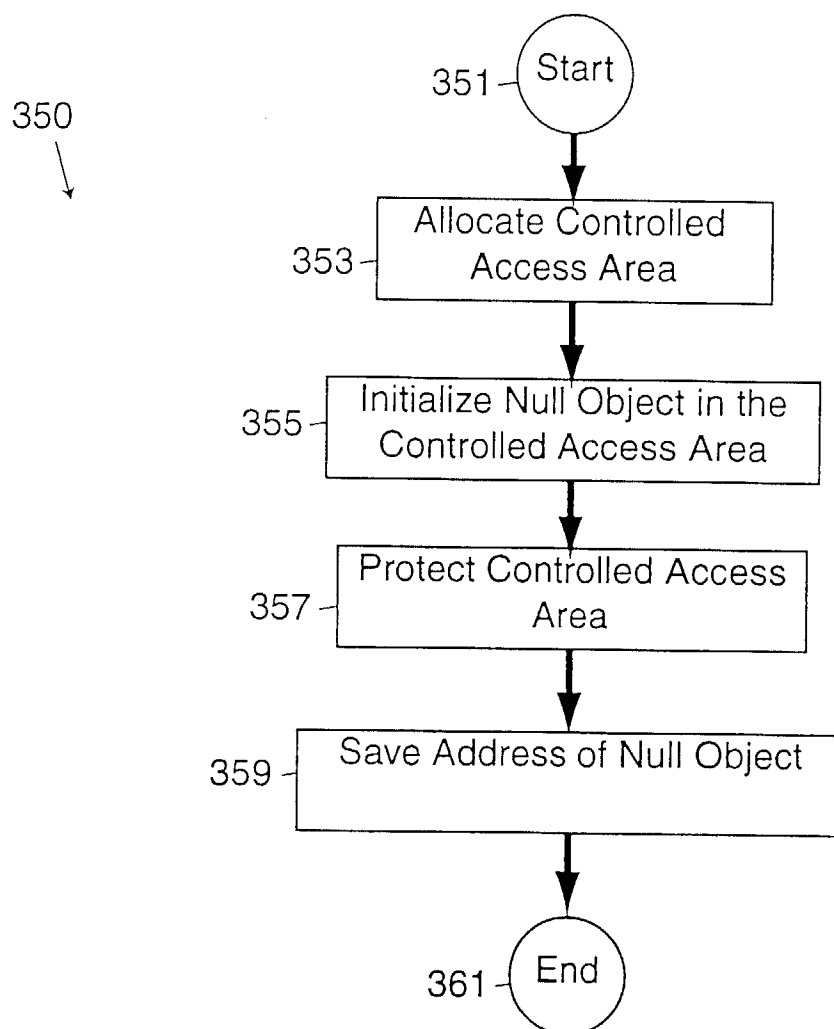 Start
351
350
Allocate Controlled
353
Access Area
Initialize Null Object in the
355
Controlled Access Area
Protect Controlled Access
357
Area
Save Address of Null Object
359
End
361